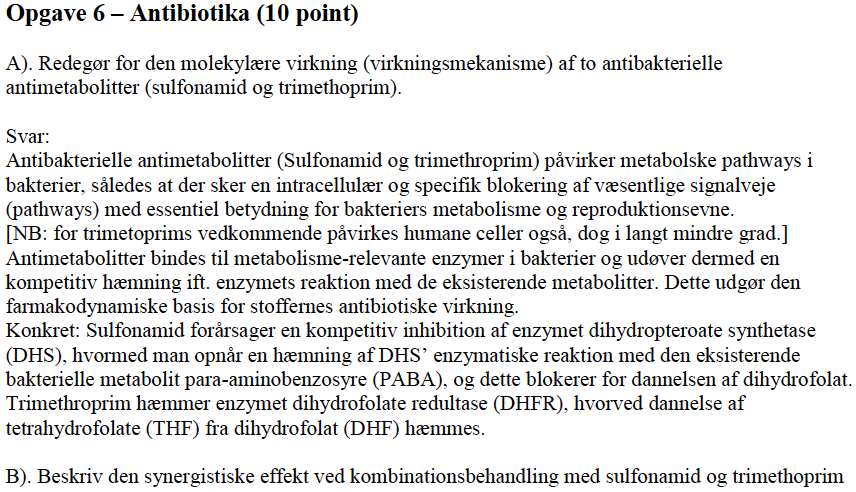 Opgave 6 – Antibiotika (10 point)
A). Redegør for den molekylære virkning (virkningsmekanisme) af to antibakterielle
antimetabolitter (sulfonamid og trimethoprim).
Svar:
Antibakterielle antimetabolitter (Sulfonamid og trimethroprim) påvirker metabolske pathways i
bakterier, således at der sker en intracellulær og specifik blokering af væsentlige signalveje
(pathways) med essentiel betydning for bakteriers metabolisme og reproduktionsevne.
[NB: for trimetoprims vedkommende påvirkes humane celler også, dog i langt mindre grad.]
Antimetabolitter bindes til metabolisme-relevante enzymer i bakterier og udøver dermed en
kompetitiv hæmning ift. enzymets reaktion med de eksisterende metabolitter. Dette udgør den
farmakodynamiske basis for stoffernes antibiotiske virkning.
Konkret: Sulfonamid forårsager en kompetitiv inhibition af enzymet dihydropteroate synthetase
(DHS), hvormed man opnår en hæmning af DHS’ enzymatiske reaktion med den eksisterende
bakterielle metabolit para-aminobenzosyre (PABA), og dette blokerer for dannelsen af dihydrofolat.
Trimethroprim hæmmer enzymet dihydrofolate redultase (DHFR), hvorved dannelse af
tetrahydrofolate (THF) fra dihydrofolat (DHF) hæmmes.
B). Beskriv den synergistiske effekt ved kombinationsbehandling med sulfonamid og trimethoprim